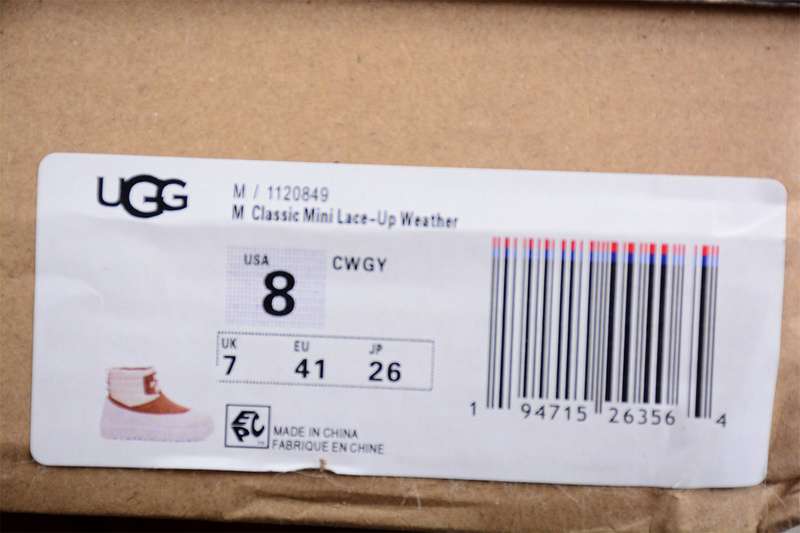 UGG
M / 1120849
M Classic Mini Lace-Up Weather
USA
8
CWGY
UK EU JP
7 41 26
MADE IN CHINA
FABRIQUE EN CHINE
1 94715 26356 4